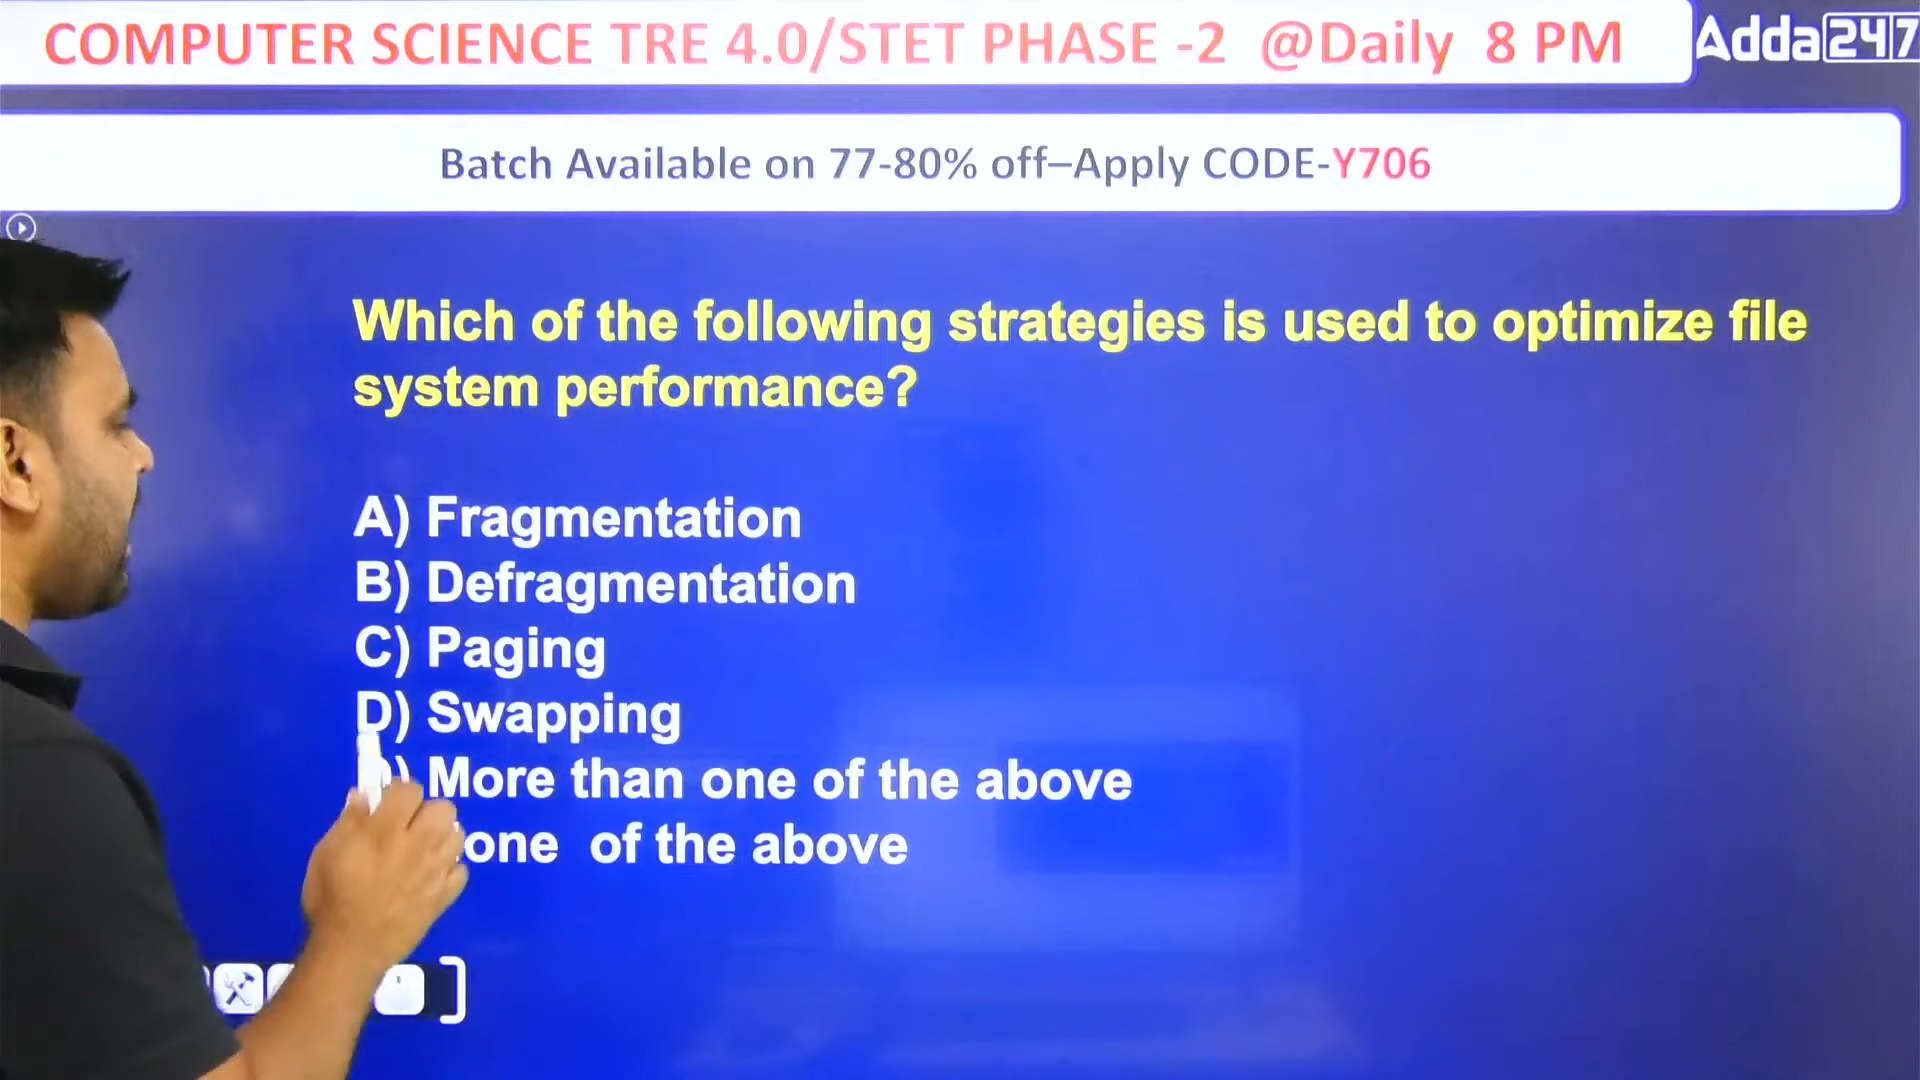 COMPUTER SCIENCE TRE 4.0/STET PHASE -2 @Daily 8 PM
Adda247
Batch Available on 77-80% off–Apply CODE-Y706
Which of the following strategies is used to optimize file
system performance?
A) Fragmentation
B) Defragmentation
C) Paging
D) Swapping
More than one of the above
of the above